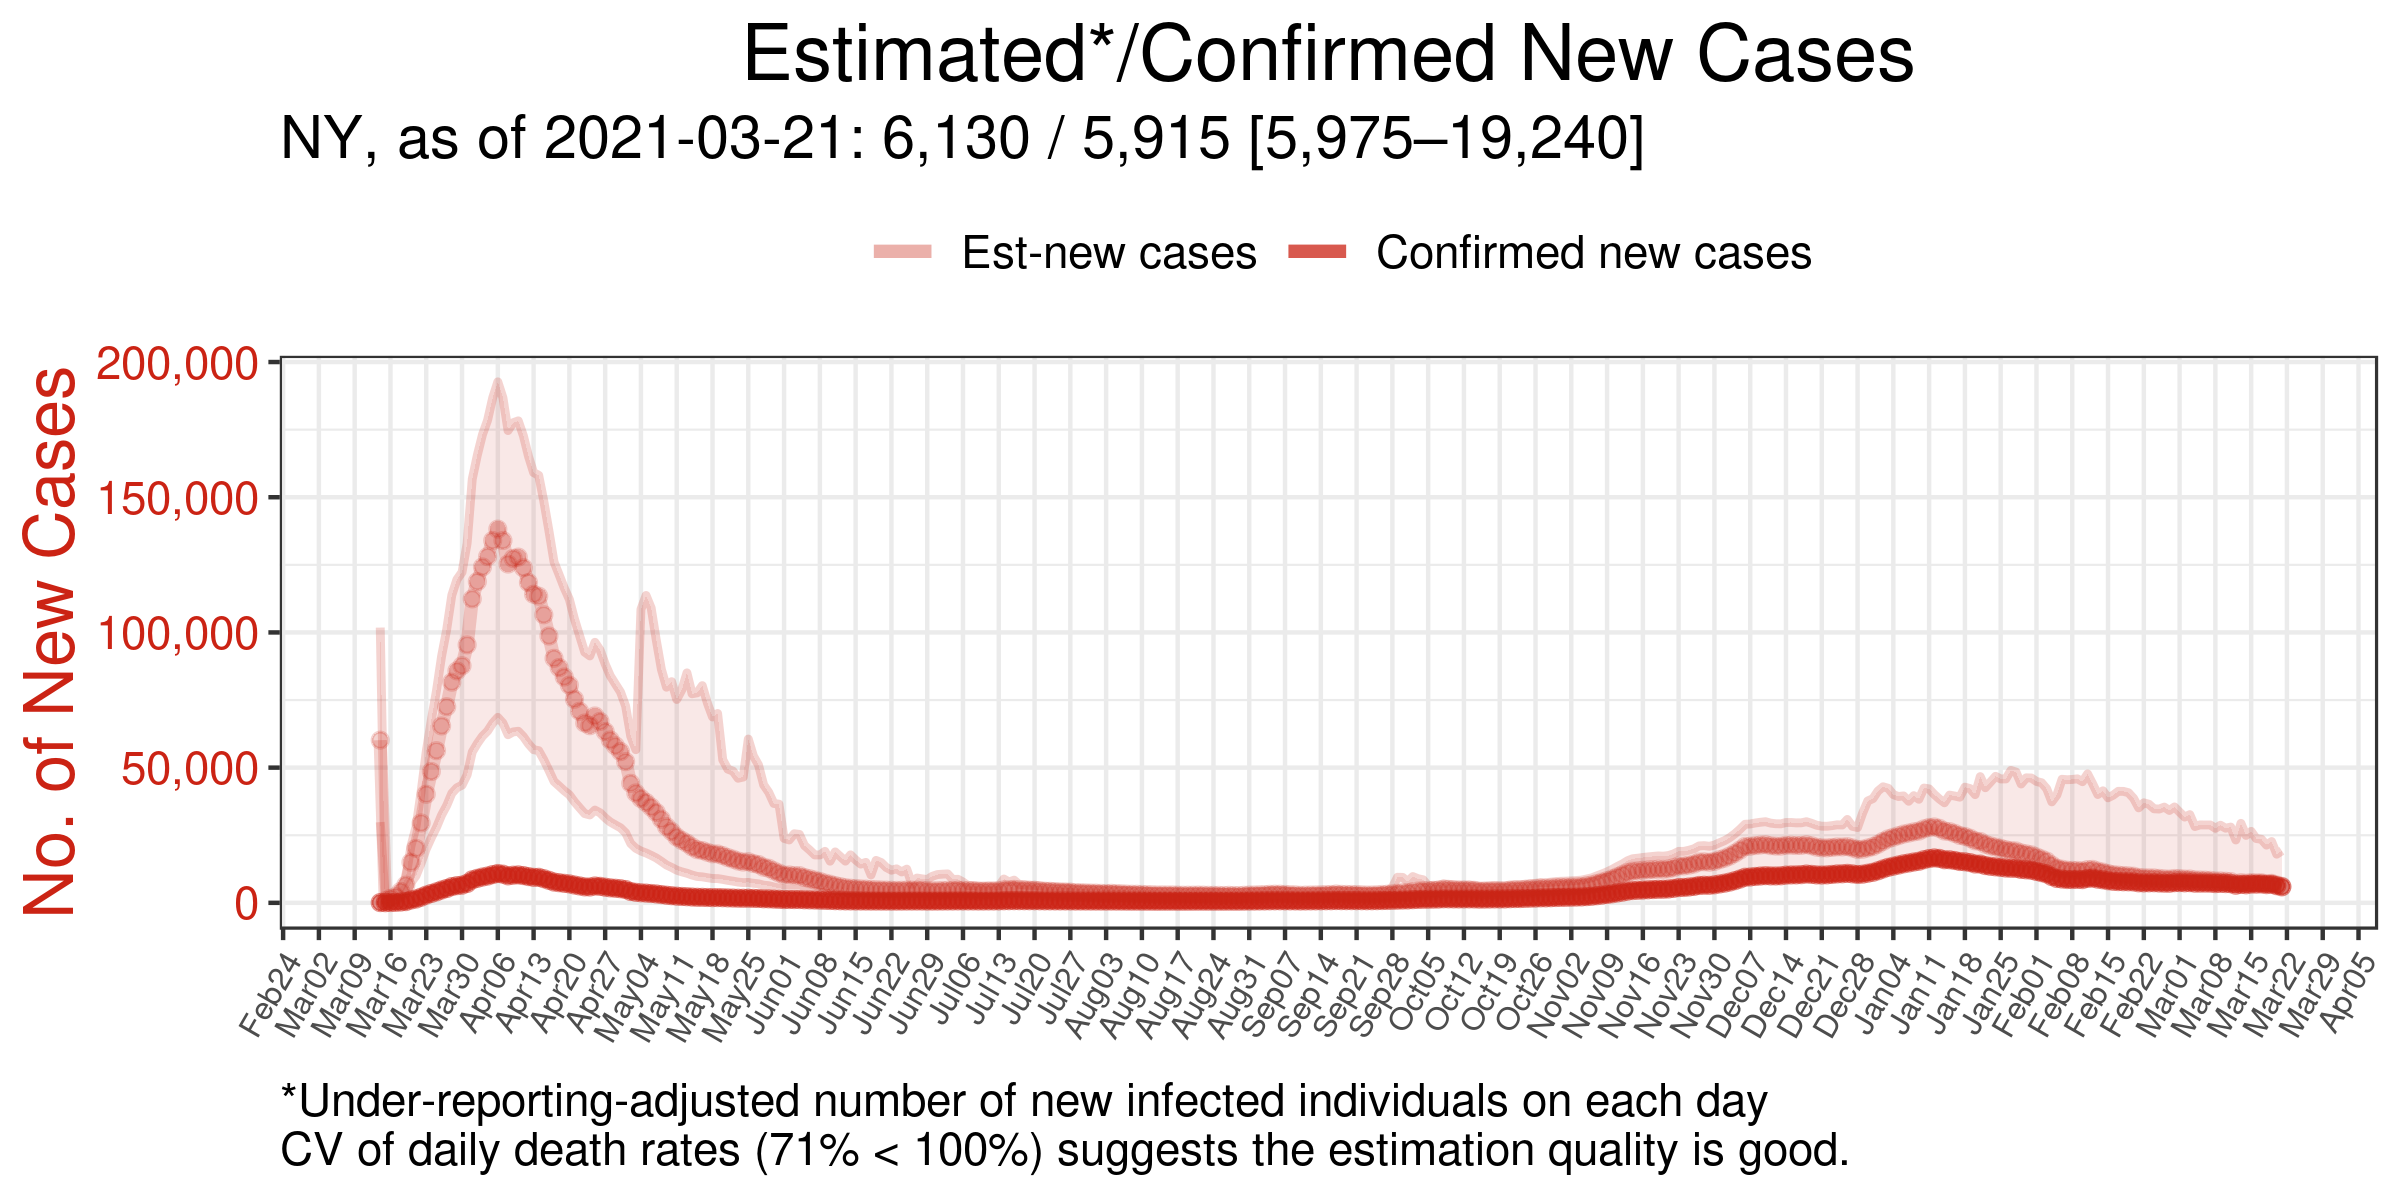 Estimated*/Confirmed New Cases
NY, as of 2021-03-21: 6,130 / 5,915 [5,975–19,240]
Est-new cases Confirmed new cases
No. of New Cases
200,000
150,000
100,000
50,000
0
Feb24 Mar02 Mar09 Mar16 Mar23 Mar30 Apr06 Apr13 Apr20 Apr27 May04 May11 May18 May25 Jun01 Jun08 Jun15 Jun22 Jun29 Jul06 Jul13 Jul20 Jul27 Aug03 Aug10 Aug17 Aug24 Aug31 Sep07 Sep14 Sep21 Sep28 Oct05 Oct12 Oct19 Oct26 Nov02 Nov09 Nov16 Nov23 Nov30 Dec07 Dec14 Dec21 Dec28 Jan04 Jan11 Jan18 Jan25 Feb01 Feb08 Feb15 Feb22 Mar01 Mar08 Mar15 Mar22 Mar29 Apr05
*Under-reporting-adjusted number of new infected individuals on each day
CV of daily death rates (71% < 100%) suggests the estimation quality is good.